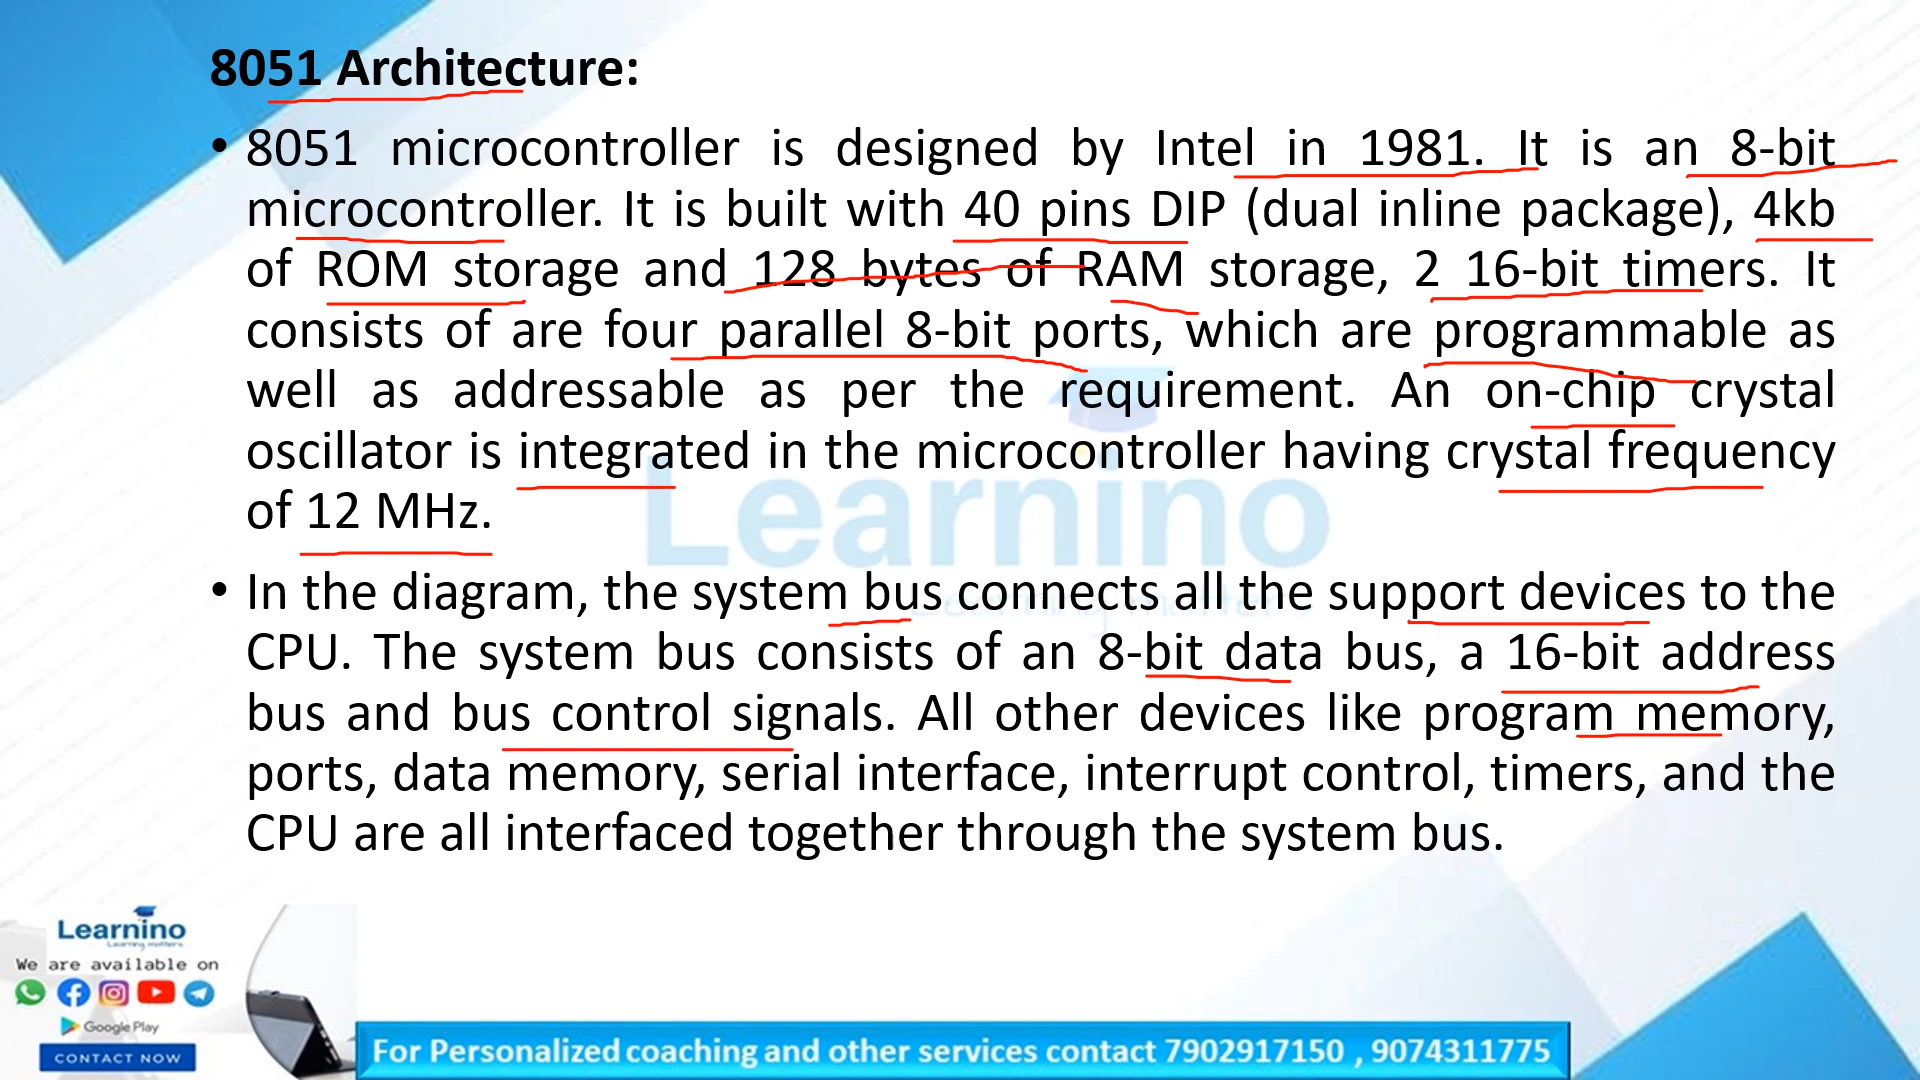 8051 Architecture:
• 8051 microcontroller is designed by Intel in 1981. It is an 8-bit
microcontroller. It is built with 40 pins DIP (dual inline package), 4kb
of ROM storage and 128 bytes of RAM storage, 2 16-bit timers. It
consists of are four parallel 8-bit ports, which are programmable as
well as addressable as per the requirement. An on-chip crystal
oscillator is integrated in the microcontroller having crystal frequency
of 12 MHz.
• In the diagram, the system bus connects all the support devices to the
CPU. The system bus consists of an 8-bit data bus, a 16-bit address
bus and bus control signals. All other devices like program memory,
ports, data memory, serial interface, interrupt control, timers, and the
CPU are all interfaced together through the system bus.
Learnino
Learning matters
Learnino
Learning matters
We are available on
Google Play
CONTACT NOW
For Personalized coaching and other services contact 7902917150 , 9074311775